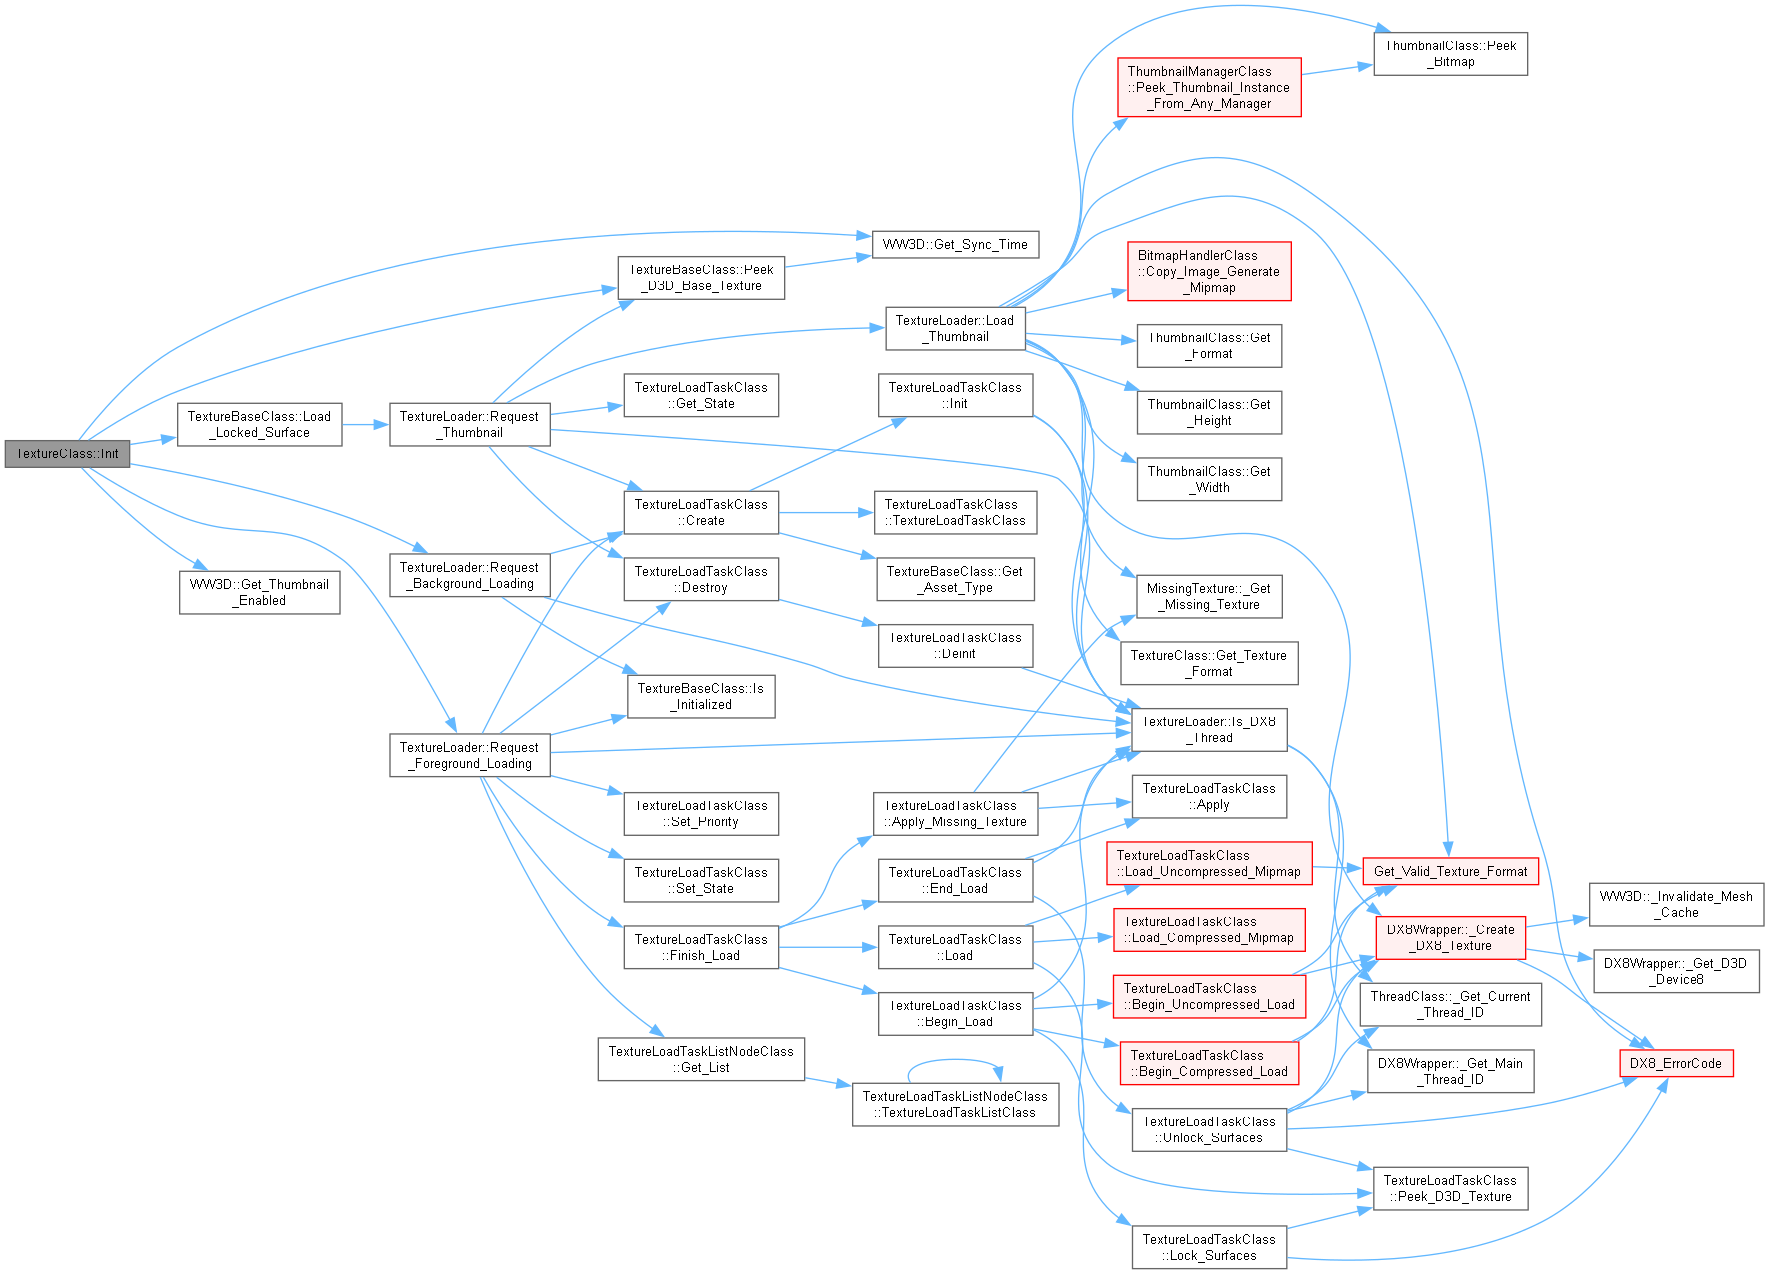 TextureClass::Init
TextureBaseClass::Load
_Locked_Surface
WW3D::Get_Thumbnail
_Enabled
TextureLoader::Request
_Thumbnail
TextureLoader::Request
_Background_Loading
TextureLoader::Request
_Foreground_Loading
TextureBaseClass::Peek
_D3D_Base_Texture
TextureLoadTaskClass
::Get_State
TextureLoadTaskClass
::Create
TextureLoadTaskClass
::Destroy
TextureBaseClass::Is
_Initialized
TextureLoadTaskClass
::Set_Priority
TextureLoadTaskClass
::Set_State
TextureLoadTaskClass
::Finish_Load
TextureLoadTaskListNodeClass
::Get_List
WW3D::Get_Sync_Time
TextureLoader::Load
_Thumbnail
TextureLoadTaskClass
::Init
TextureLoadTaskClass
::TextureLoadTaskClass
TextureBaseClass::Get
_Asset_Type
TextureLoadTaskClass
::Deinit
TextureLoadTaskClass
::Apply_Missing_Texture
TextureLoadTaskClass
::End_Load
TextureLoadTaskClass
::Load
TextureLoadTaskClass
::Begin_Load
TextureLoadTaskListNodeClass
::TextureLoadTaskListClass
ThumbnailManagerClass
::Peek_Thumbnail_Instance
_From_Any_Manager
BitmapHandlerClass
::Copy_Image_Generate
_Mipmap
ThumbnailClass::Get
_Format
ThumbnailClass::Get
_Height
ThumbnailClass::Get
_Width
MissingTexture::_Get
_Missing_Texture
TextureClass::Get_Texture
_Format
TextureLoader::Is_DX8
_Thread
TextureLoadTaskClass
::Apply
TextureLoadTaskClass
::Load_Uncompressed_Mipmap
TextureLoadTaskClass
::Load_Compressed_Mipmap
TextureLoadTaskClass
::Begin_Uncompressed_Load
TextureLoadTaskClass
::Begin_Compressed_Load
TextureLoadTaskClass
::Unlock_Surfaces
TextureLoadTaskClass
::Lock_Surfaces
ThumbnailClass::Peek
_Bitmap
Get_Valid_Texture_Format
DX8Wrapper::_Create
_DX8_Texture
ThreadClass::_Get_Current
_Thread_ID
DX8Wrapper::_Get_Main
_Thread_ID
TextureLoadTaskClass
::Peek_D3D_Texture
WW3D::_Invalidate_Mesh
_Cache
DX8Wrapper::_Get_D3D
_Device8
DX8_ErrorCode